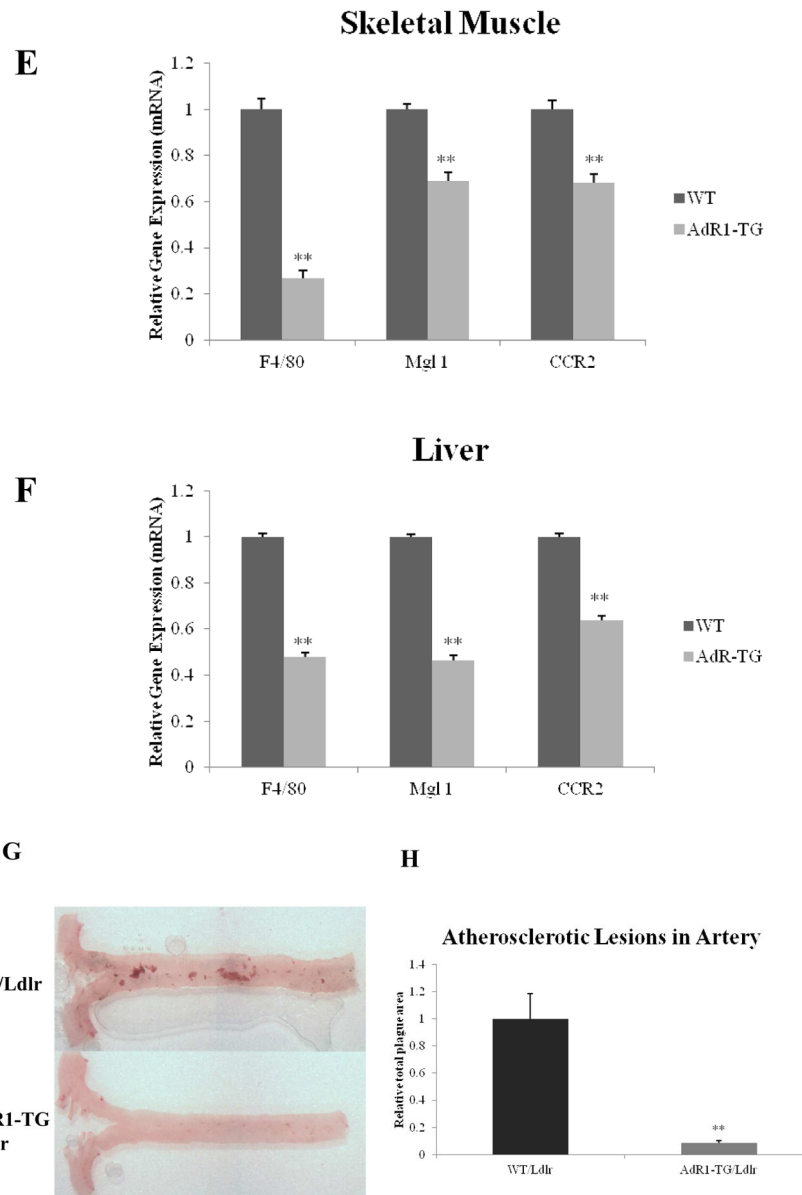 Skeletal Muscle
E
Relative Gene Expression (mRNA)
1.2
1
0.8
0.6
0.4
0.2
0
**
**
**
F4/80
Mgl 1
CCR2
WT
AdR1-TG
Liver
F
Relative Gene Expression (mRNA)
1.2
1
0.8
0.6
0.4
0.2
0
**
**
**
F4/80
Mgl 1
CCR2
WT
AdR-TG
G
/Ldlr
R1-TG
r
H
Atherosclerotic Lesions in Artery
Relative total plague area
1.4
1.2
1
0.8
0.6
0.4
0.2
0
**
WT/Ldlr
AdR1-TG/Ldlr